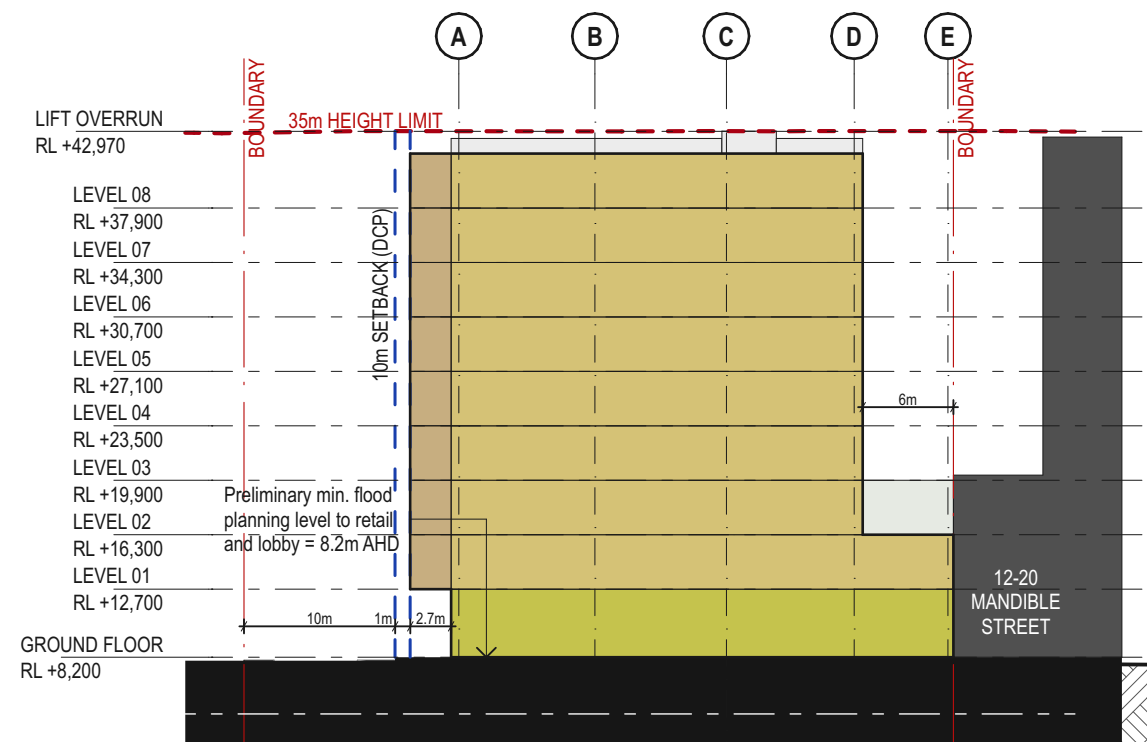 A B C D E
BOUNDARY
BOUNDARY
35m HEIGHT LIMIT
LIFT OVERRUN
RL +42,970
LEVEL 08
RL +37,900
LEVEL 07
RL +34,300
LEVEL 06
RL +30,700
LEVEL 05
RL +27,100
LEVEL 04
RL +23,500
LEVEL 03
RL +19,900
LEVEL 02
RL +16,300
LEVEL 01
RL +12,700
GROUND FLOOR
RL +8,200
10m SETBACK (DCP)
6m
Preliminary min. flood
planning level to retail
and lobby = 8.2m AHD
10m 1m 2.7m
12-20
MANDIBLE
STREET